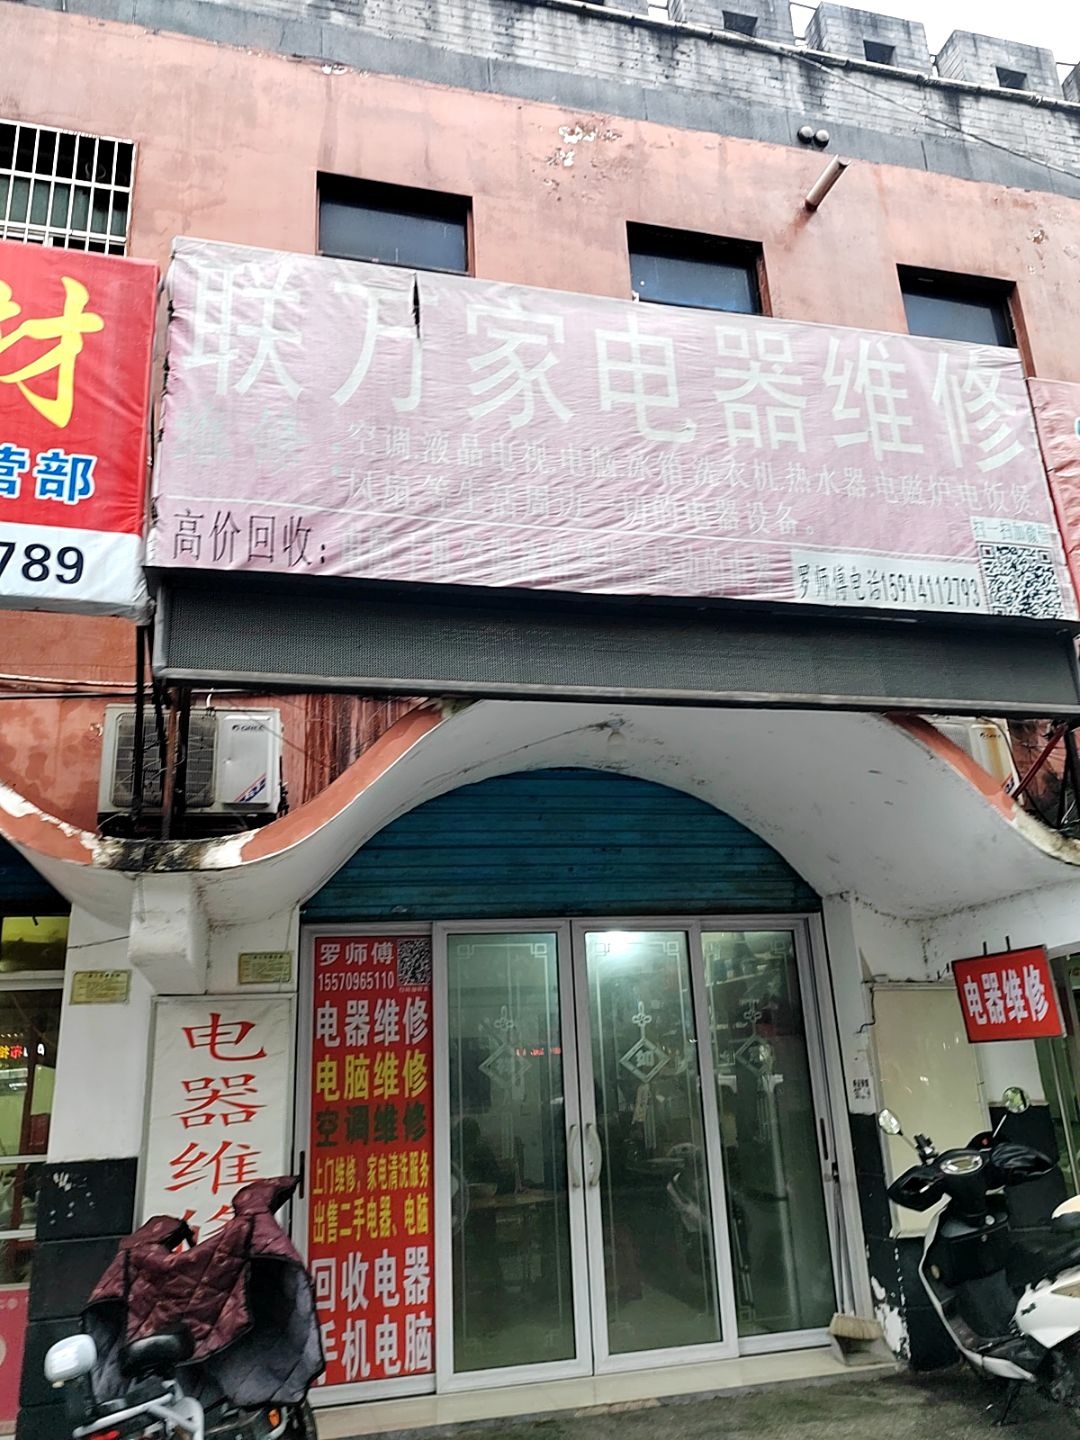 材
营部
789
联万家电器维修
维修:空调.液晶电视.电脑.冰箱.洗衣机.热水器.电磁炉.电饭煲.
风扇等生活周边一切的电器设备。
高价回收：
扫一扫加微信
罗师傅电话15914112793
GREE
罗师傅
15570965110
电器维修
电脑维修
空调维修
上门维修，家电清洗服务
出售二手电器、电脑
回收电器
手机电脑
电器维修
电器维修